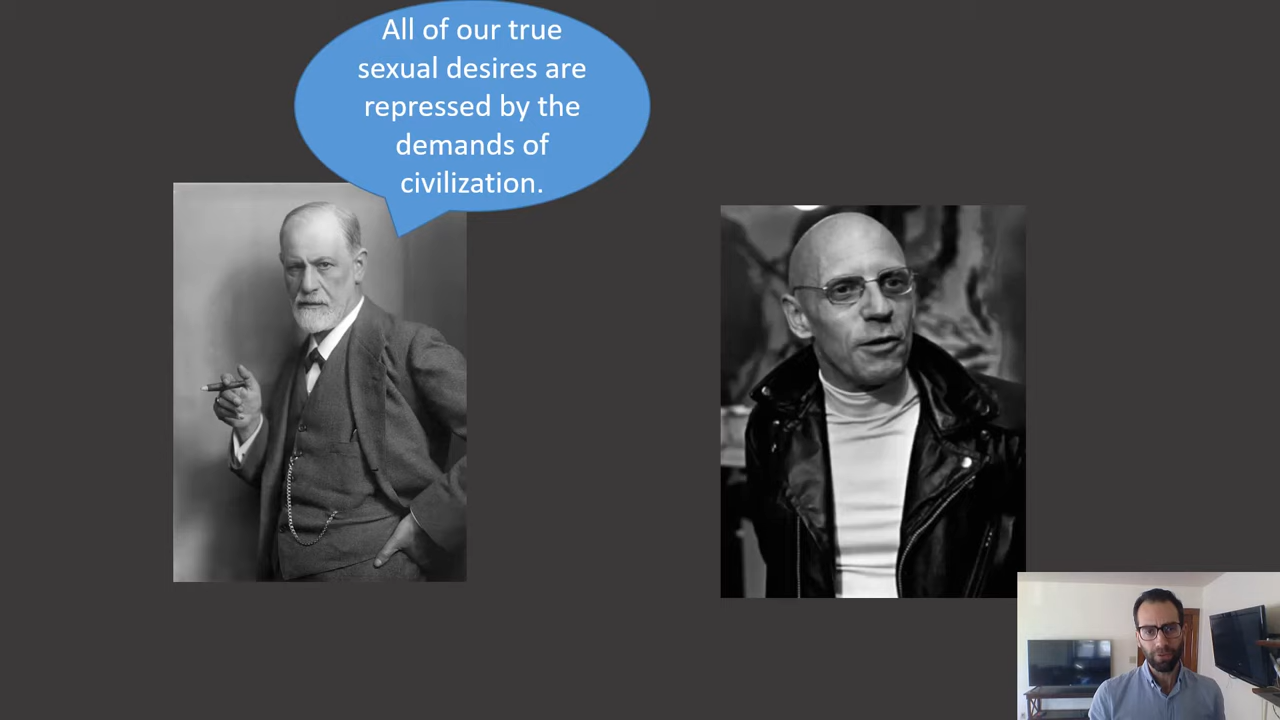 All of our true
sexual desires are
repressed by the
demands of
civilization.